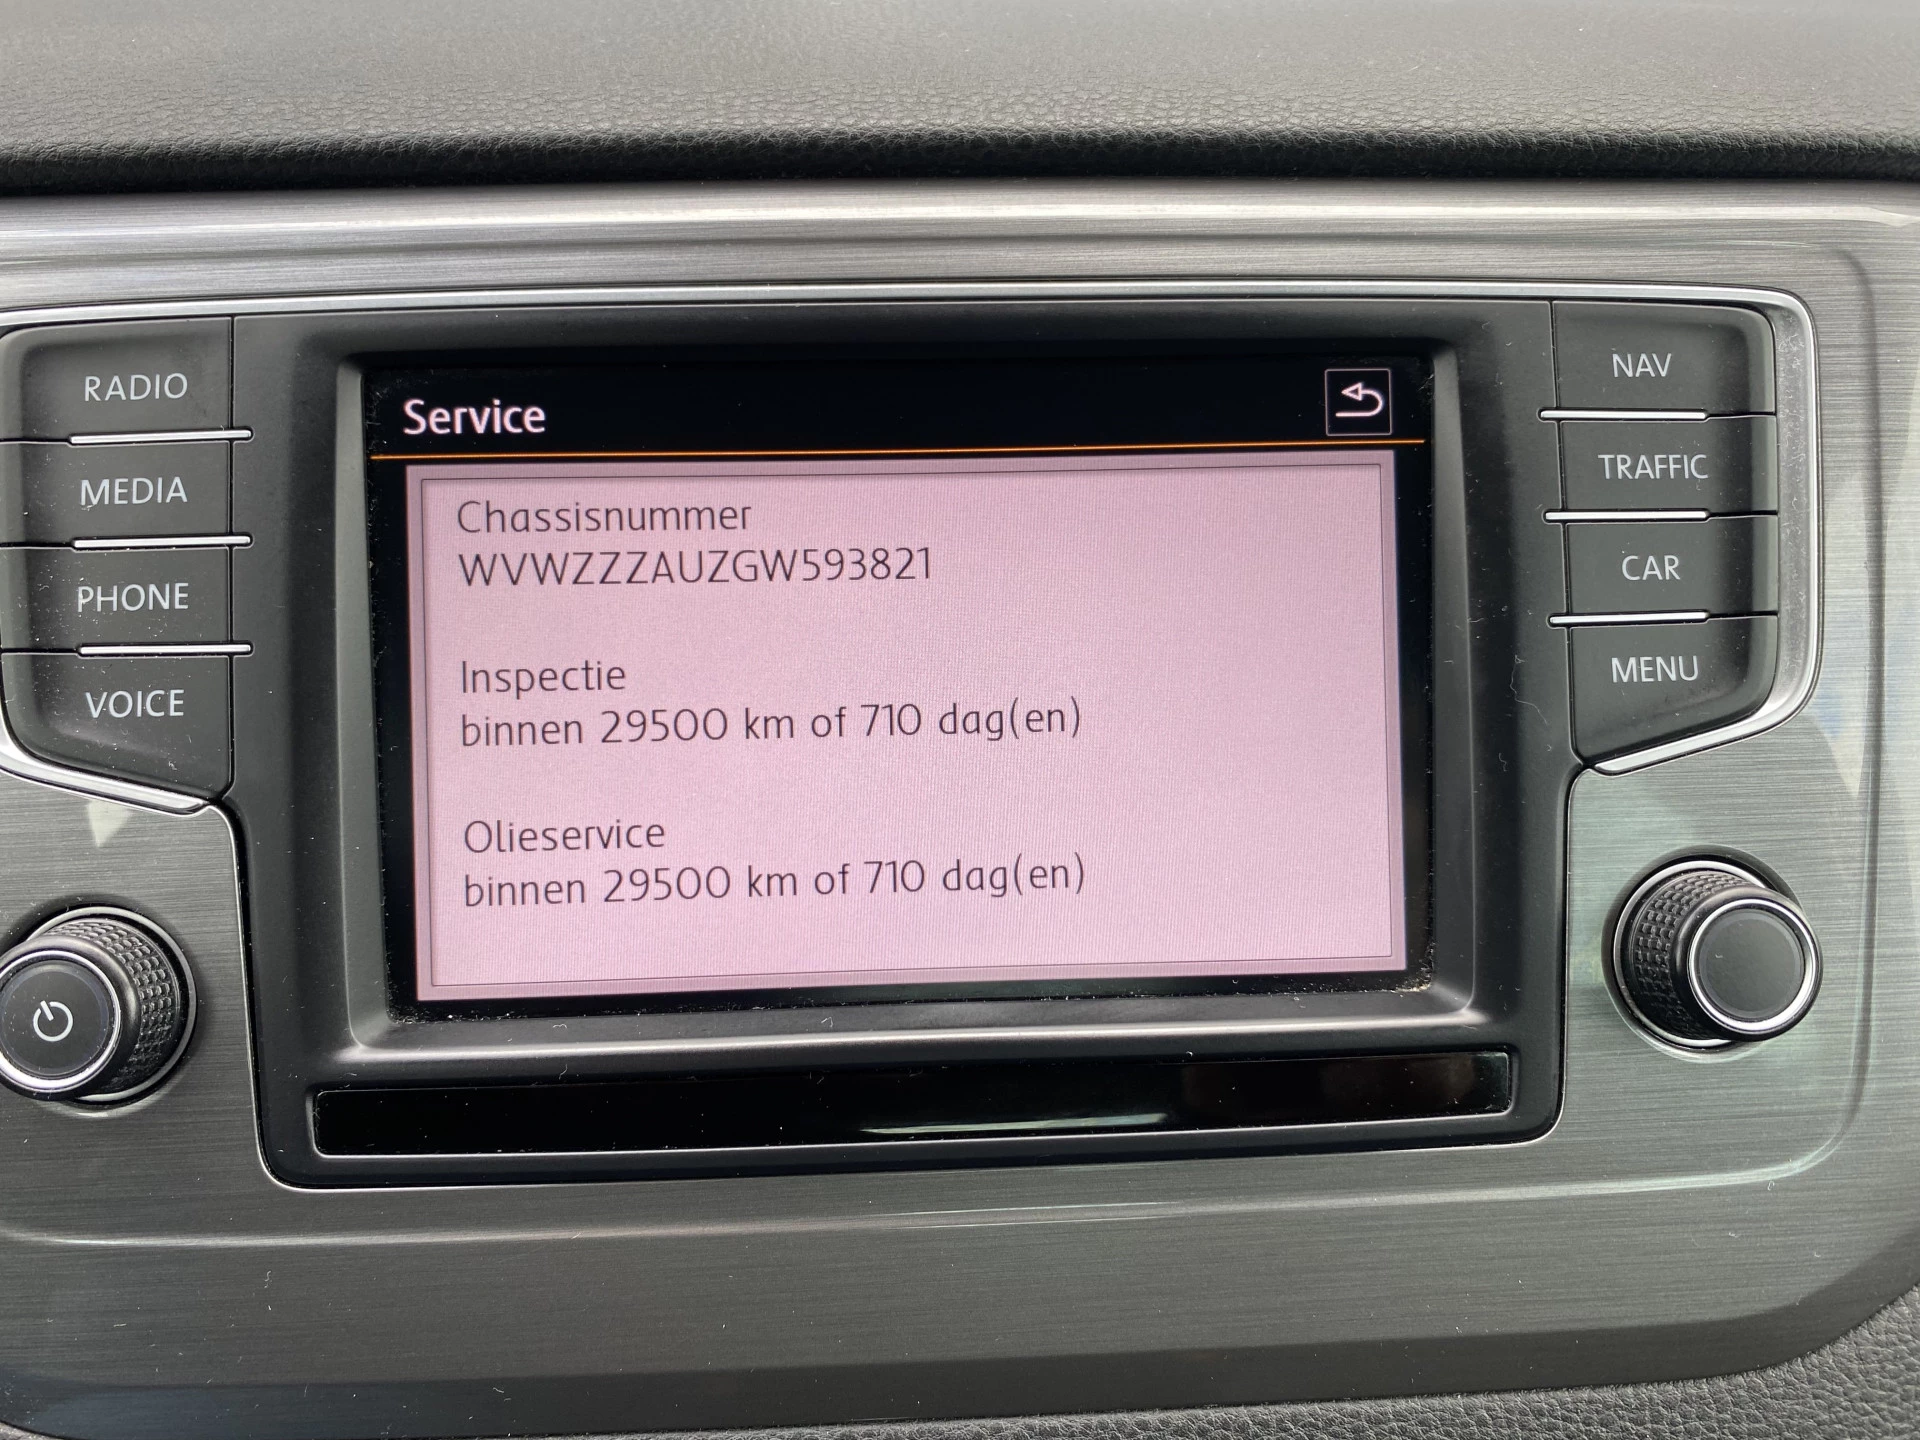 Service
Chassisnummer
WVWZZZAUZGW593821
Inspectie
binnen 29500 km of 710 dag(en)
Olieservice
binnen 29500 km of 710 dag(en)
RADIO
MEDIA
PHONE
VOICE
NAV
TRAFFIC
CAR
MENU